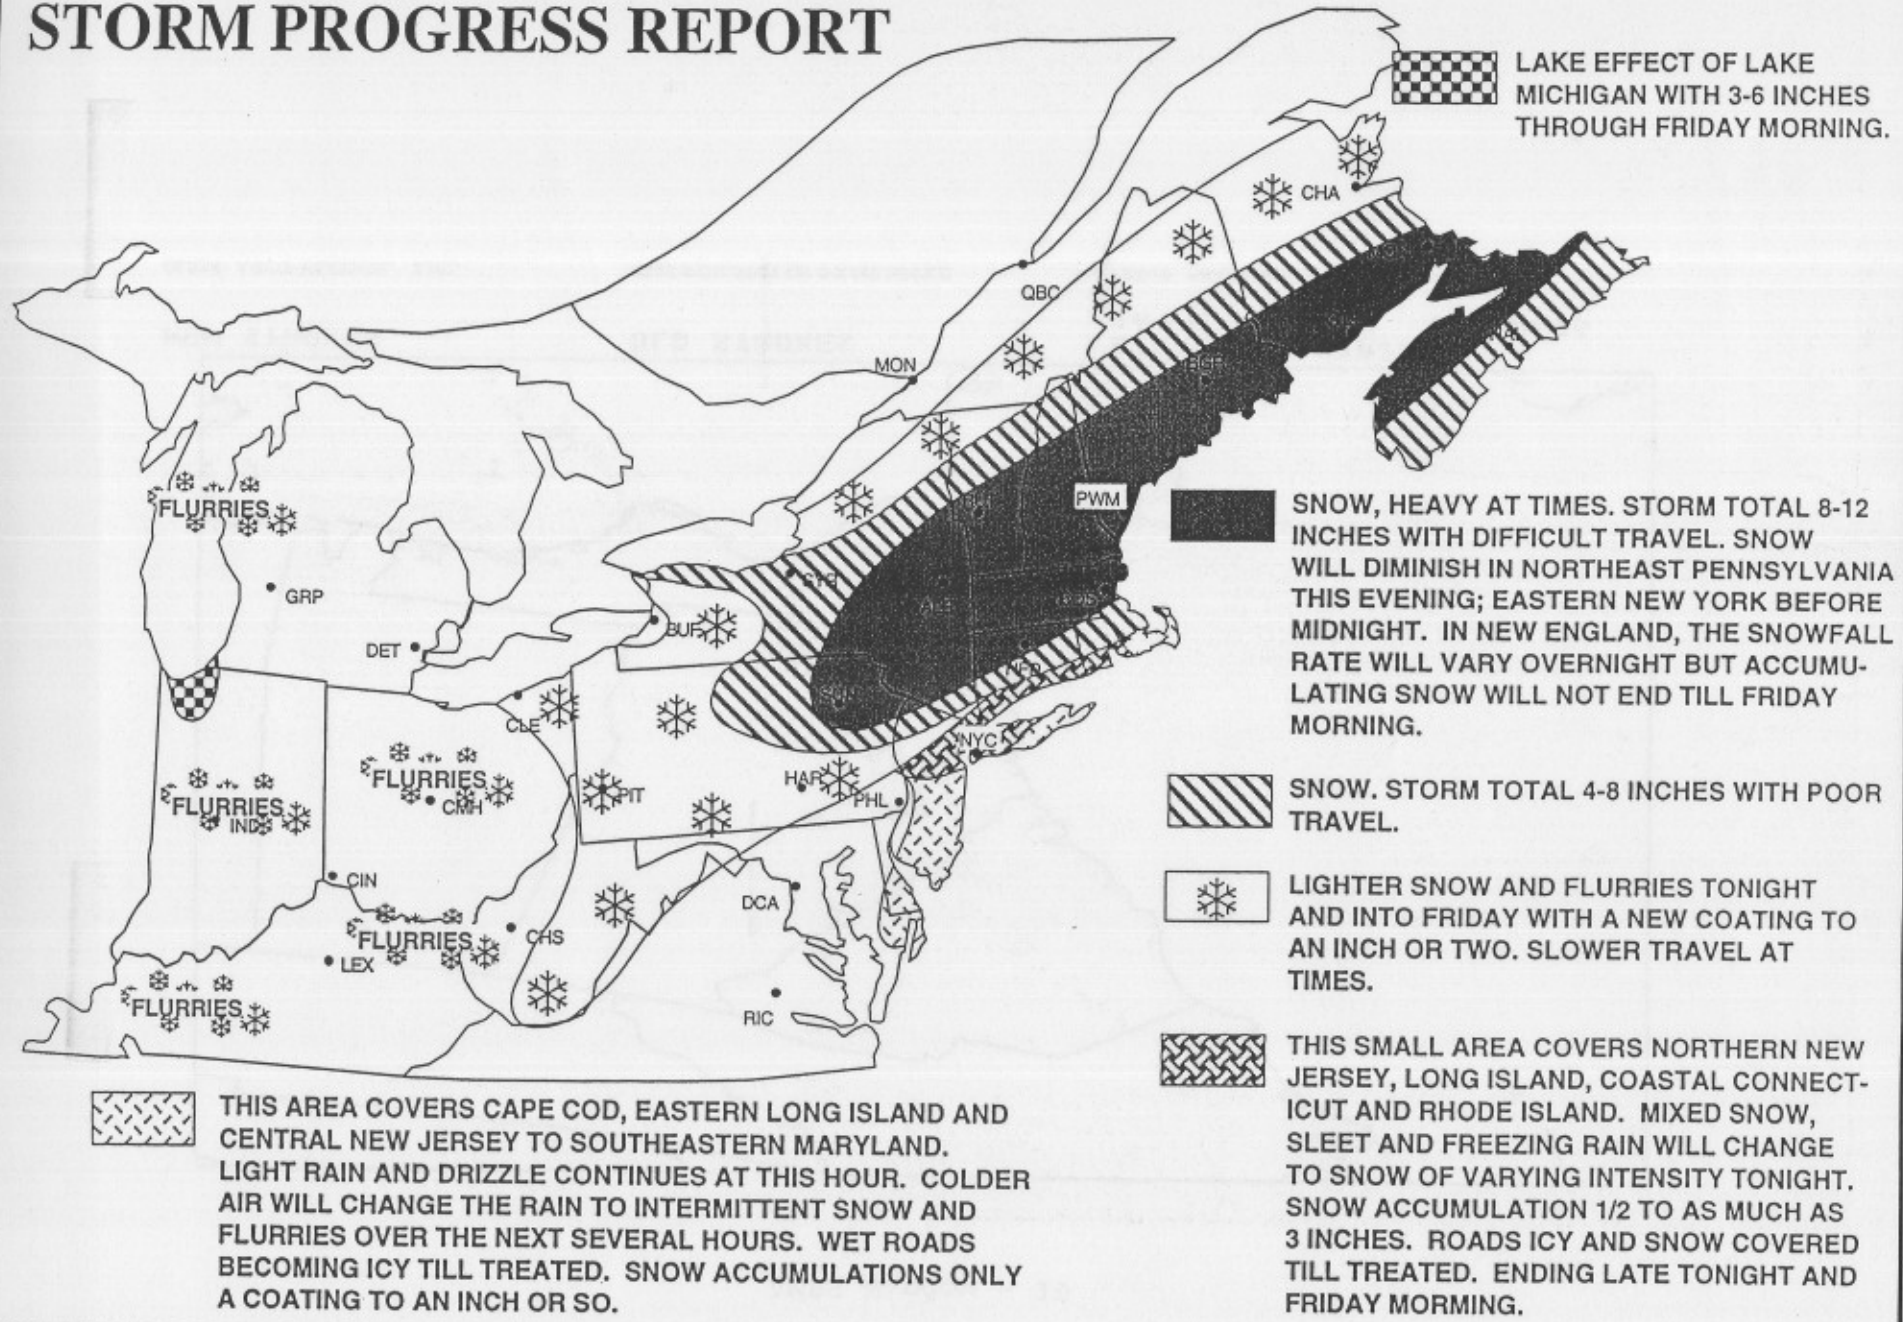 STORM PROGRESS REPORT
LAKE EFFECT OF LAKE
MICHIGAN WITH 3-6 INCHES
THROUGH FRIDAY MORNING.
CHA
QBC
MON
BGR
PWM
FLURRIES
GRP
DET
SYR
BUF
ALB
CLE
NYC
FLURRIES
CMH
FLURRIES
IND
PIT
HAR
PHL
CIN
DCA
CHS
FLURRIES
LEX
FLURRIES
RIC
SNOW, HEAVY AT TIMES. STORM TOTAL 8-12
INCHES WITH DIFFICULT TRAVEL. SNOW
WILL DIMINISH IN NORTHEAST PENNSYLVANIA
THIS EVENING; EASTERN NEW YORK BEFORE
MIDNIGHT. IN NEW ENGLAND, THE SNOWFALL
RATE WILL VARY OVERNIGHT BUT ACCUMU-
LATING SNOW WILL NOT END TILL FRIDAY
MORNING.
SNOW. STORM TOTAL 4-8 INCHES WITH POOR
TRAVEL.
LIGHTER SNOW AND FLURRIES TONIGHT
AND INTO FRIDAY WITH A NEW COATING TO
AN INCH OR TWO. SLOWER TRAVEL AT
TIMES.
THIS SMALL AREA COVERS NORTHERN NEW
JERSEY, LONG ISLAND, COASTAL CONNECT-
ICUT AND RHODE ISLAND. MIXED SNOW,
SLEET AND FREEZING RAIN WILL CHANGE
TO SNOW OF VARYING INTENSITY TONIGHT.
SNOW ACCUMULATION 1/2 TO AS MUCH AS
3 INCHES. ROADS ICY AND SNOW COVERED
TILL TREATED. ENDING LATE TONIGHT AND
FRIDAY MORMING.
THIS AREA COVERS CAPE COD, EASTERN LONG ISLAND AND
CENTRAL NEW JERSEY TO SOUTHEASTERN MARYLAND.
LIGHT RAIN AND DRIZZLE CONTINUES AT THIS HOUR. COLDER
AIR WILL CHANGE THE RAIN TO INTERMITTENT SNOW AND
FLURRIES OVER THE NEXT SEVERAL HOURS. WET ROADS
BECOMING ICY TILL TREATED. SNOW ACCUMULATIONS ONLY
A COATING TO AN INCH OR SO.